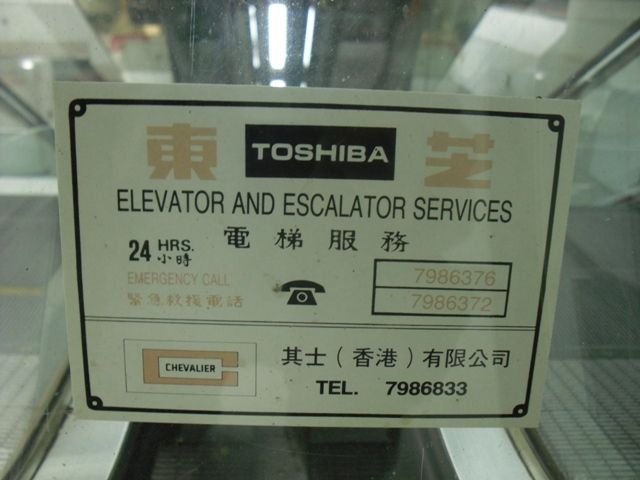 東 TOSHIBA 芝
ELEVATOR AND ESCALATOR SERVICES
電梯服務
24 HRS. 小時
EMERGENCY CALL
緊急救援電話
7986376
7986372
CHEVALIER
其士(香港)有限公司
TEL. 7986833